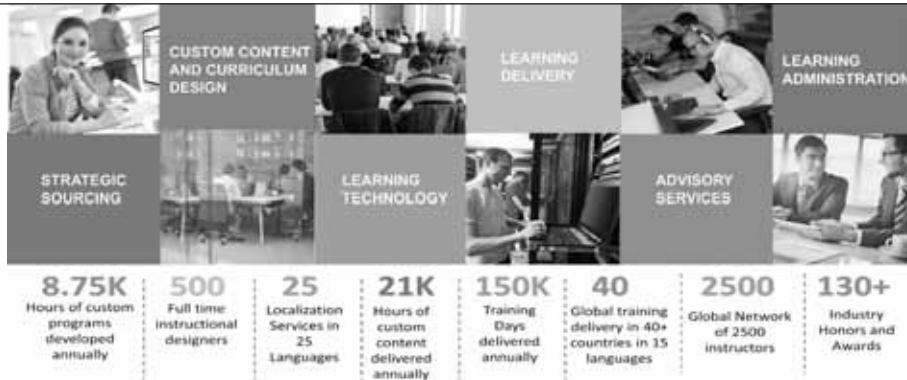 CUSTOM CONTENT
AND CURRICULUM
DESIGN
LEARNING
DELIVERY
LEARNING
ADMINISTRATION
STRATEGIC
SOURCING
LEARNING
TECHNOLOGY
ADVISORY
SERVICES
8.75K
Hours of custom
programs
developed
annually
500
Full time
instructional
designers
25
Localization
Services in
25
Languages
21K
Hours of
custom
content
delivered
annually
150K
Training
Days
delivered
annually
40
Global training
delivery in 40+
countries in 15
languages
2500
Global Network
of 2500
instructors
130+
Industry
Honors and
Awards